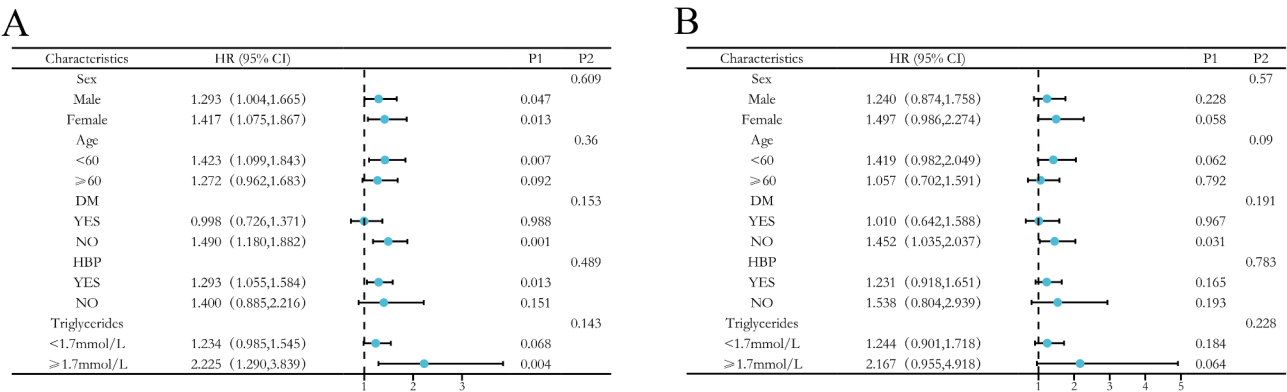 A
Characteristics HR (95% CI) P1 P2
Sex 0.609
Male 1.293（1.004,1.665） 0.047
Female 1.417（1.075,1.867） 0.013
Age 0.36
<60 1.423（1.099,1.843） 0.007
⩾60 1.272（0.962,1.683） 0.092
DM 0.153
YES 0.998（0.726,1.371） 0.988
NO 1.490（1.180,1.882） 0.001
HBP 0.489
YES 1.293（1.055,1.584） 0.013
NO 1.400（0.885,2.216） 0.151
Triglycerides 0.143
<1.7mmol/L 1.234（0.985,1.545） 0.068
⩾1.7mmol/L 2.225（1.290,3.839） 0.004
1 2 3
B
Characteristics HR (95% CI) P1 P2
Sex 0.57
Male 1.240（0.874,1.758） 0.228
Female 1.497（0.986,2.274） 0.058
Age 0.09
<60 1.419（0.982,2.049） 0.062
⩾60 1.057（0.702,1.591） 0.792
DM 0.191
YES 1.010（0.642,1.588） 0.967
NO 1.452（1.035,2.037） 0.031
HBP 0.783
YES 1.231（0.918,1.651） 0.165
NO 1.538（0.804,2.939） 0.193
Triglycerides 0.228
<1.7mmol/L 1.244（0.901,1.718） 0.184
⩾1.7mmol/L 2.167（0.955,4.918） 0.064
1 2 3 4 5